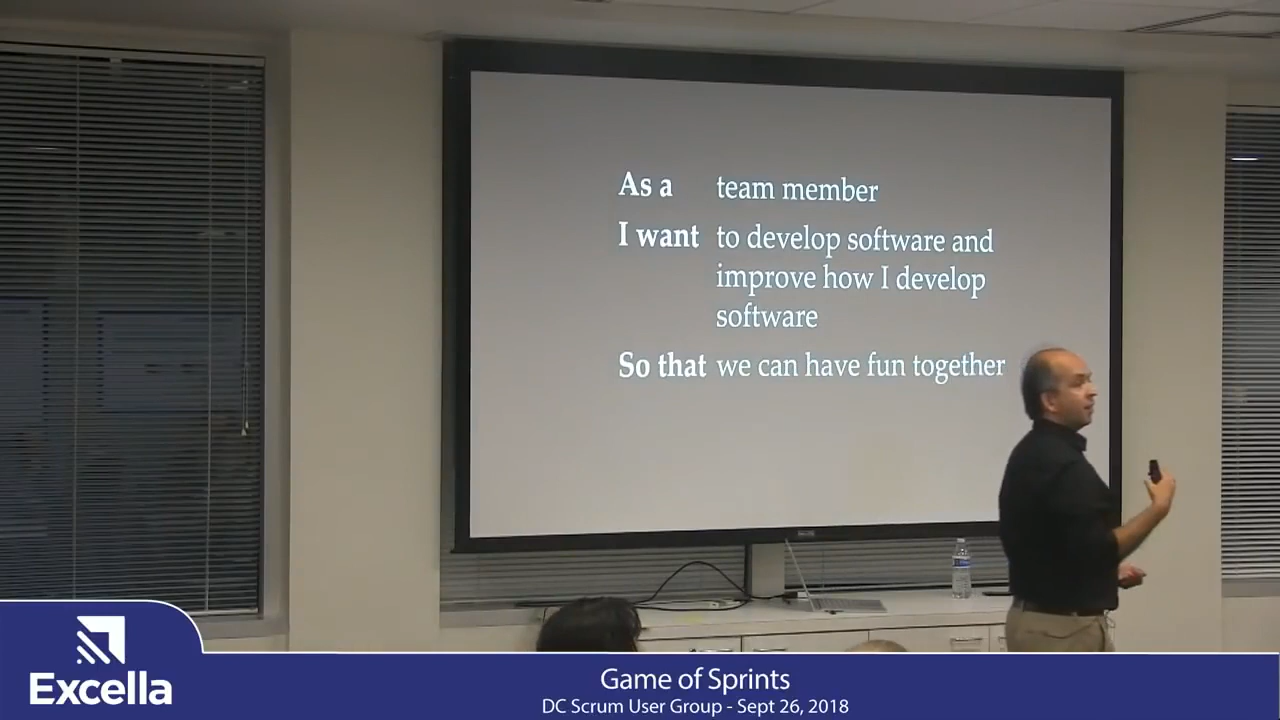 As a team member
I want to develop software and
improve how I develop
software
So that we can have fun together
Excella
Game of Sprints
DC Scrum User Group - Sept 26, 2018